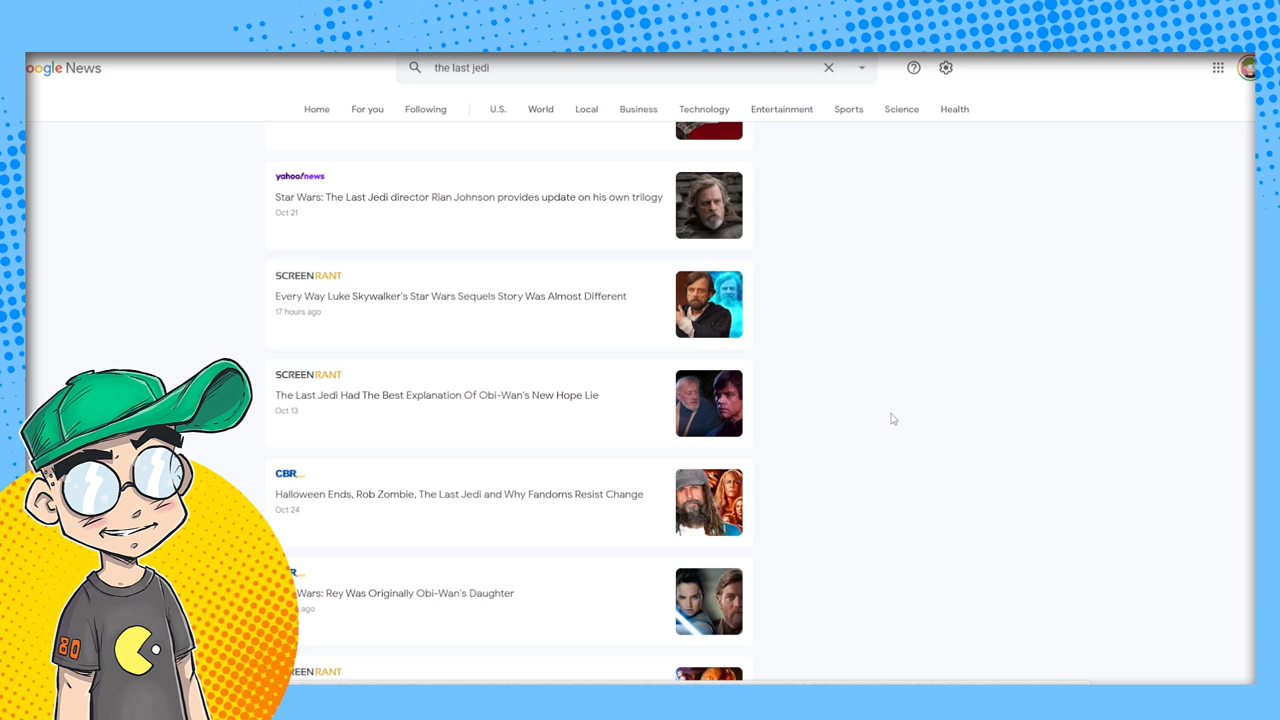 oogle News
the last jedi
Home For you Following U.S. World Local Business Technology Entertainment Sports Science Health
yahoo!news
Star Wars: The Last Jedi director Rian Johnson provides update on his own trilogy
Oct 21
SCREENRANT
Every Way Luke Skywalker's Star Wars Sequels Story Was Almost Different
17 hours ago
SCREENRANT
The Last Jedi Had The Best Explanation Of Obi-Wan's New Hope Lie
Oct 13
CBR
Halloween Ends, Rob Zombie, The Last Jedi and Why Fandoms Resist Change
Oct 24
R
Wars: Rey Was Originally Obi-Wan's Daughter
ago
REENRANT
80